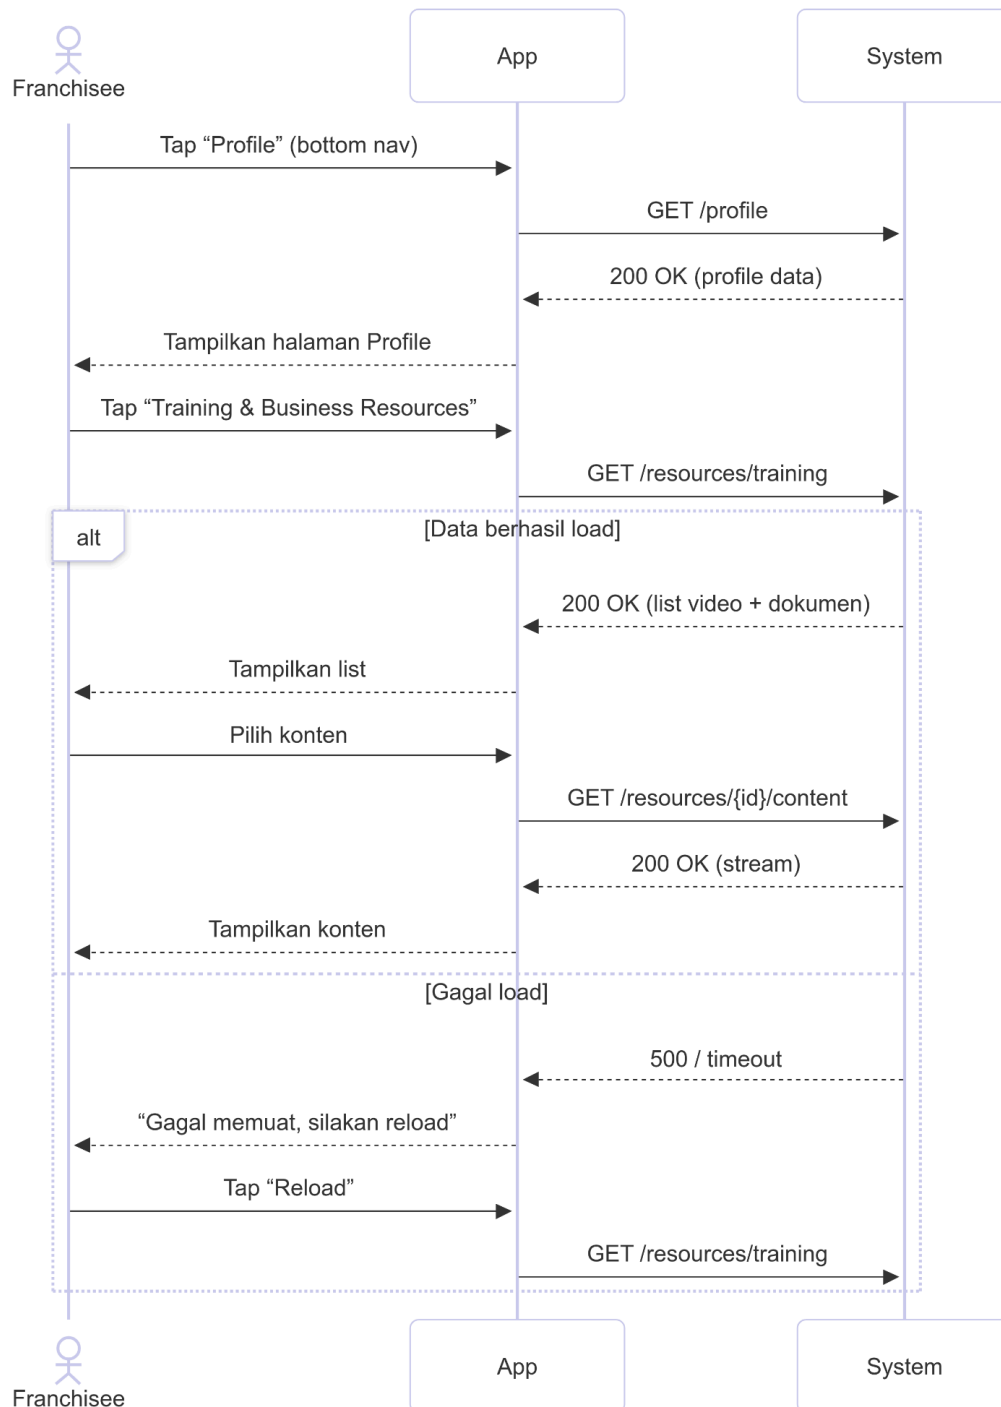 Franchisee
App
System
Tap “Profile” (bottom nav)
GET /profile
200 OK (profile data)
Tampilkan halaman Profile
Tap “Training & Business Resources”
GET /resources/training
alt
[Data berhasil load]
200 OK (list video + dokumen)
Tampilkan list
Pilih konten
GET /resources/{id}/content
200 OK (stream)
Tampilkan konten
[Gagal load]
500 / timeout
“Gagal memuat, silakan reload”
Tap “Reload”
GET /resources/training
Franchisee
App
System